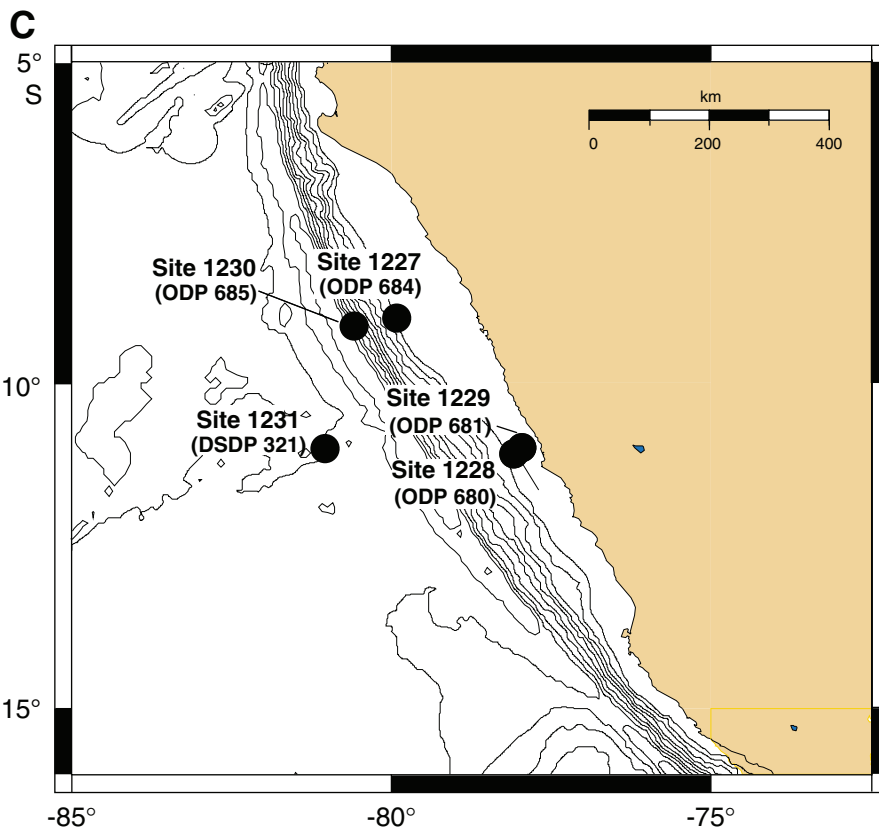 C
5°
S
km
0 200 400
Site 1230
(ODP 685)
Site 1227
(ODP 684)
10°
Site 1229
(ODP 681)
Site 1231
(DSDP 321)
Site 1228
(ODP 680)
15°
-85° -80° -75°